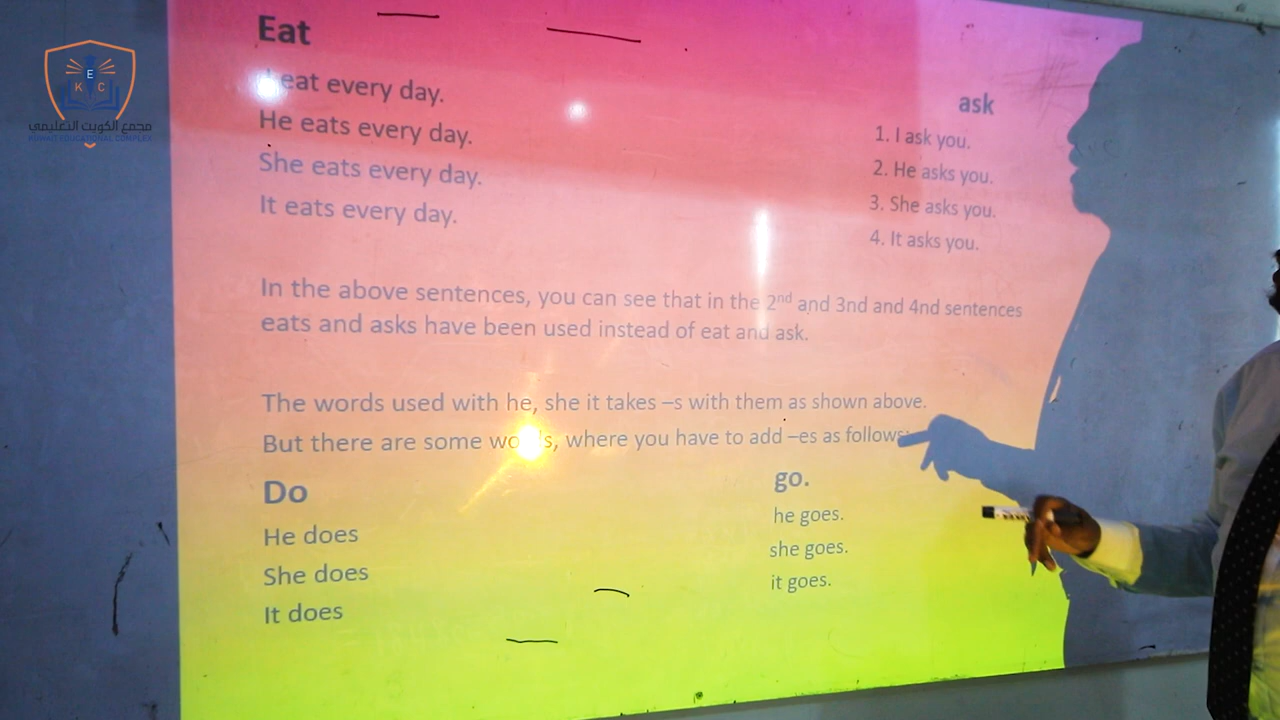 E
K C
مجمع الكويت التعليمي
KUWAIT EDUCATIONAL COMPLEX
Eat
I eat every day.
He eats every day.
She eats every day.
It eats every day.
ask
1. I ask you.
2. He asks you.
3. She asks you.
4. It asks you.
In the above sentences, you can see that in the 2nd and 3nd and 4nd sentences
eats and asks have been used instead of eat and ask.
The words used with he, she it takes –s with them as shown above.
But there are some words, where you have to add –es as follows:
Do
He does
She does
It does
go.
he goes.
she goes.
it goes.